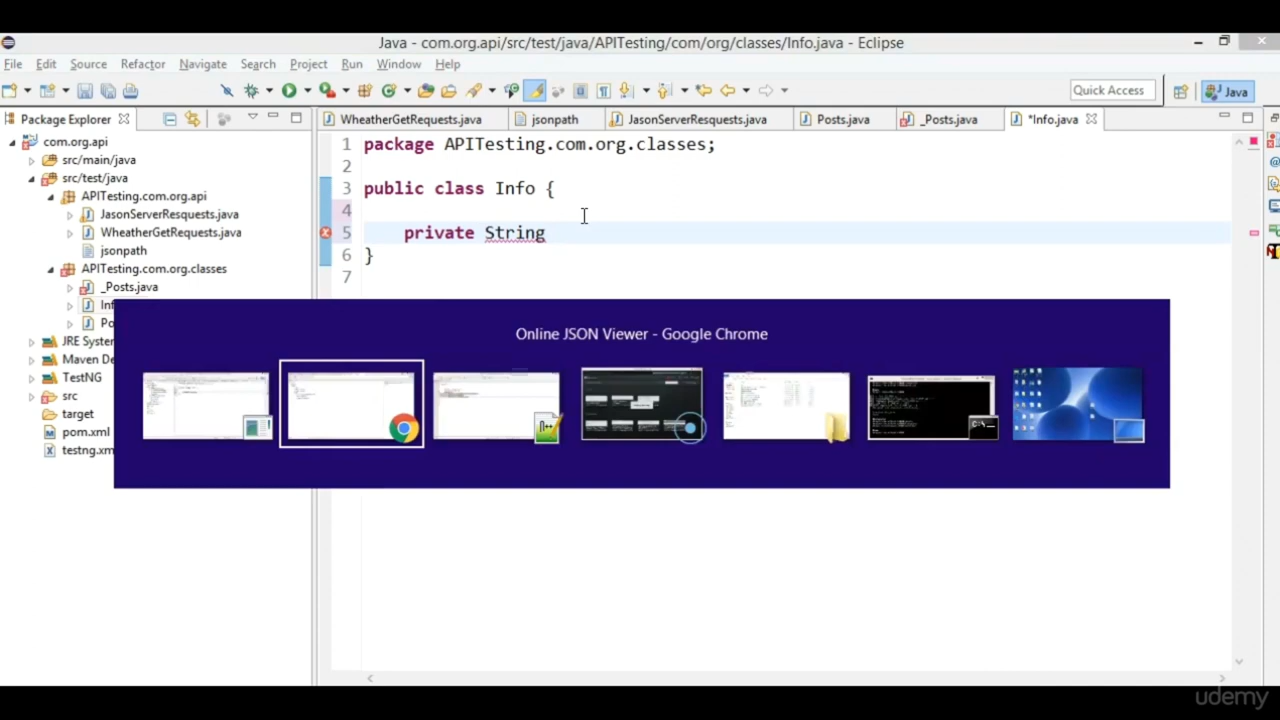 Java - com.org.api/src/test/java/APITesting/com/org/classes/Info.java - Eclipse
File Edit Source Refactor Navigate Search Project Run Window Help
Quick Access
Java
Package Explorer
WheatherGetRequests.java jsonpath JasonServerResquests.java Posts.java _Posts.java *Info.java
com.org.api
src/main/java
src/test/java
APITesting.com.org.api
JasonServerResquests.java
WheatherGetRequests.java
jsonpath
APITesting.com.org.classes
_Posts.java
Inf
Po
JRE System
Maven De
TestNG
src
target
pom.xml
testng.xm
1 package APITesting.com.org.classes;
2
3 public class Info {
4
5 private String
6 }
7
Online JSON Viewer - Google Chrome
C:\
udemy